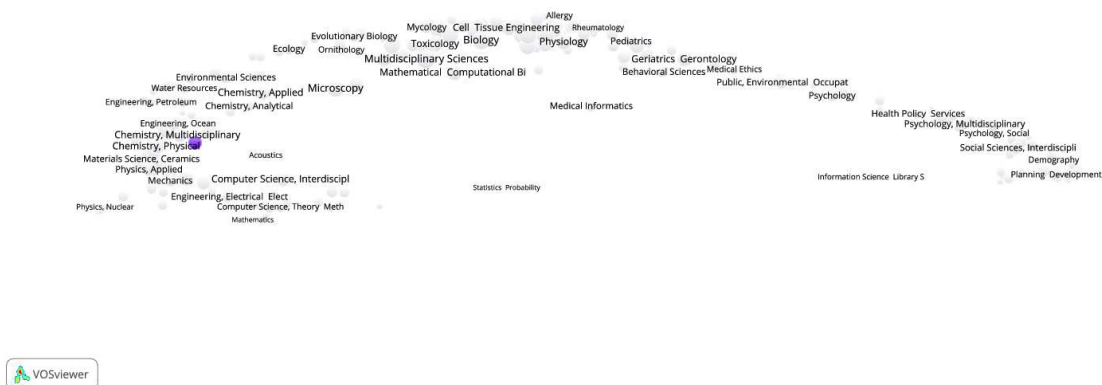 Allergy
Mycology Cell Tissue Engineering Rheumatology
Evolutionary Biology
Toxicology Biology Physiology Pediatrics
Ecology Ornithology
Multidisciplinary Sciences Geriatrics Gerontology
Mathematical Computational Bi Behavioral Sciences Medical Ethics
Environmental Sciences Public, Environmental Occupat
Water Resources Chemistry, Applied Microscopy Psychology
Engineering, Petroleum Chemistry, Analytical Medical Informatics
Health Policy Services
Engineering, Ocean Psychology, Multidisciplinary
Chemistry, Multidisciplinary Psychology, Social
Chemistry, Physical Social Sciences, Interdiscipli
Materials Science, Ceramics Acoustics Demography
Physics, Applied Planning Development
Mechanics Computer Science, Interdiscipl Information Science Library S
Statistics Probability
Engineering, Electrical Elect
Physics, Nuclear Computer Science, Theory Meth
Mathematics
VOSviewer